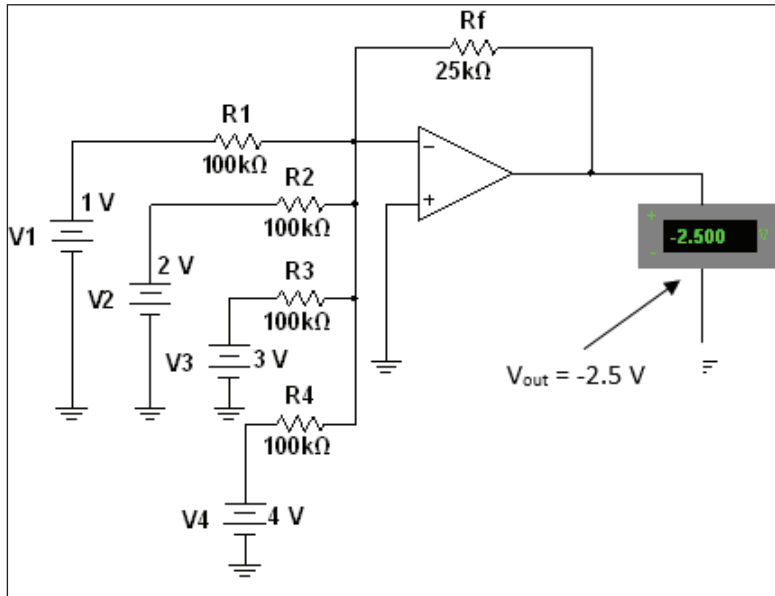 Rf
25kΩ
R1
100kΩ
1 V
V1
R2
100kΩ
2 V
V2
R3
100kΩ
V3
3 V
R4
100kΩ
V4
4 V
−
+
+
-2.500
V
-
Vout = -2.5 V